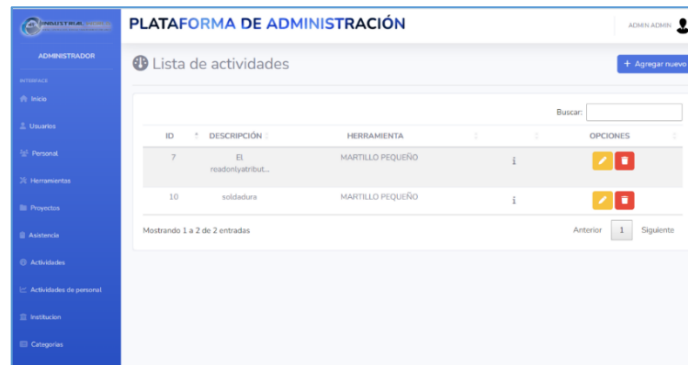 INDUSTRIAL
PLATAFORMA DE ADMINISTRACIÓN
ADMIN ADMIN
ADMINISTRADOR
Lista de actividades
+ Agregar nuevo
INTERFACE
Inicio
Usuarios
Personal
Herramientas
Proyectos
Asistencia
Actividades
Actividades de personal
Institucion
Categorias
Buscar:
ID DESCRIPCIÓN HERRAMIENTA OPCIONES
7 El readonlyatribut... MARTILLO PEQUEÑO i
10 soldadura MARTILLO PEQUEÑO i
Mostrando 1 a 2 de 2 entradas
Anterior 1 Siguiente